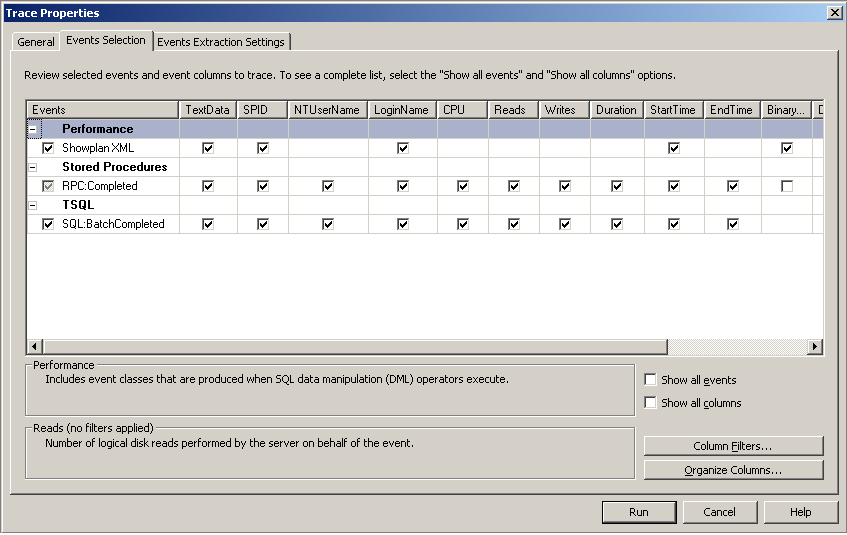 Trace Properties
General Events Selection Events Extraction Settings
Review selected events and event columns to trace. To see a complete list, select the "Show all events" and "Show all columns" options.
Events TextData SPID NTUserName LoginName CPU Reads Writes Duration StartTime EndTime Binary... D
Performance
Showplan XML
Stored Procedures
RPC:Completed
TSQL
SQL:BatchCompleted
Performance
Includes event classes that are produced when SQL data manipulation (DML) operators execute.
Show all events
Show all columns
Reads (no filters applied)
Number of logical disk reads performed by the server on behalf of the event.
Column Filters...
Organize Columns...
Run Cancel Help